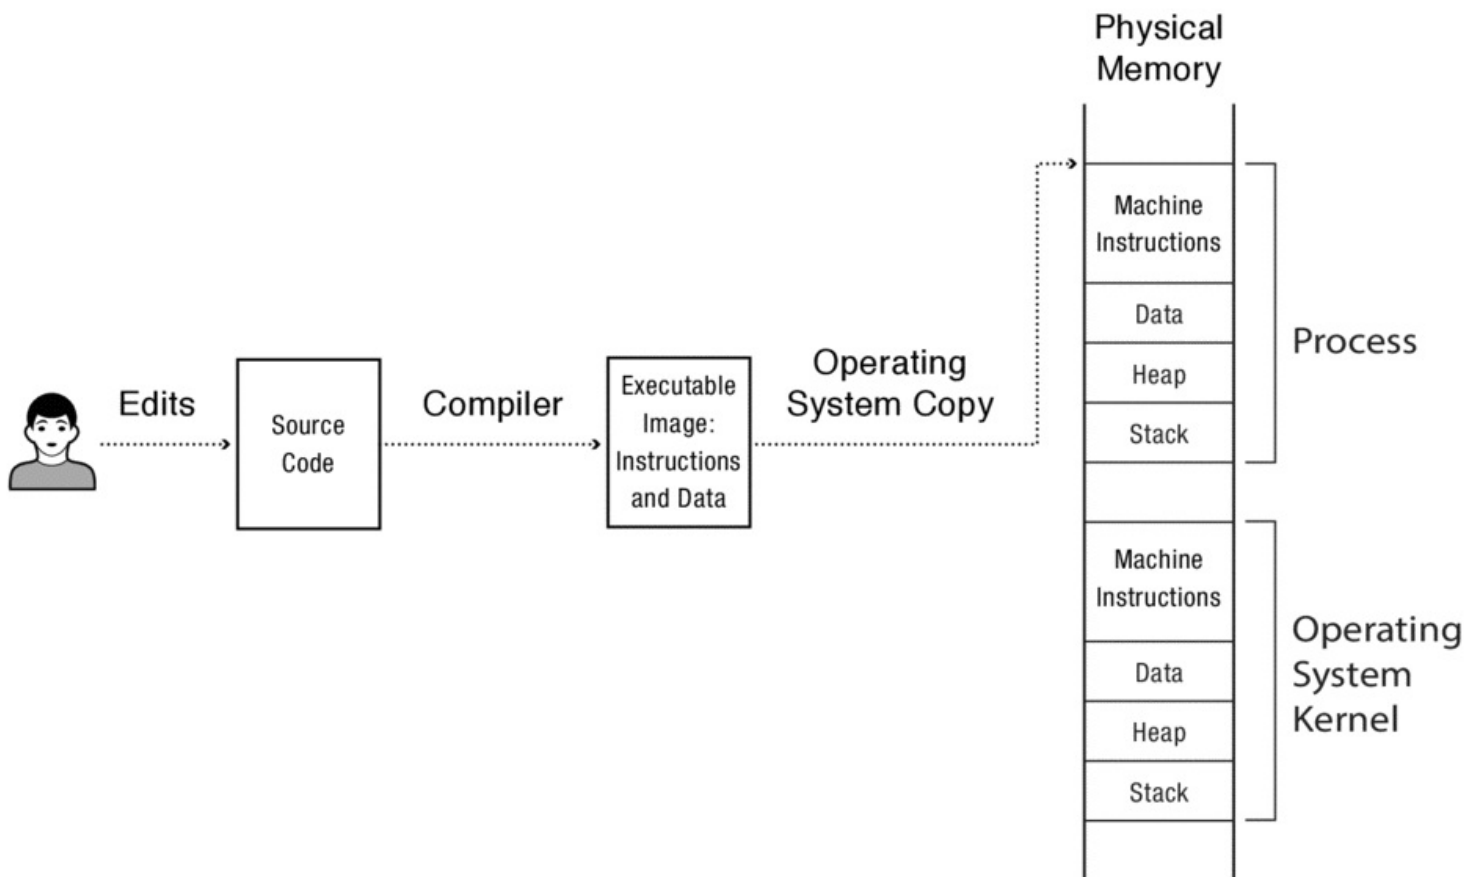 Physical
Memory
Machine
Instructions
Data
Heap
Stack
Process
Edits
Source
Code
Compiler
Executable
Image:
Instructions
and Data
Operating
System Copy
Machine
Instructions
Data
Heap
Stack
Operating
System
Kernel